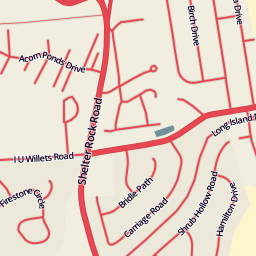 Birch Drive
Acorn Ponds Drive
Shelter Rock Road
Long Island
I U Willets Road
Firestone Circle
Bridle Path
Carriage Road
Shrub Hollow Road
Hamilton Drive